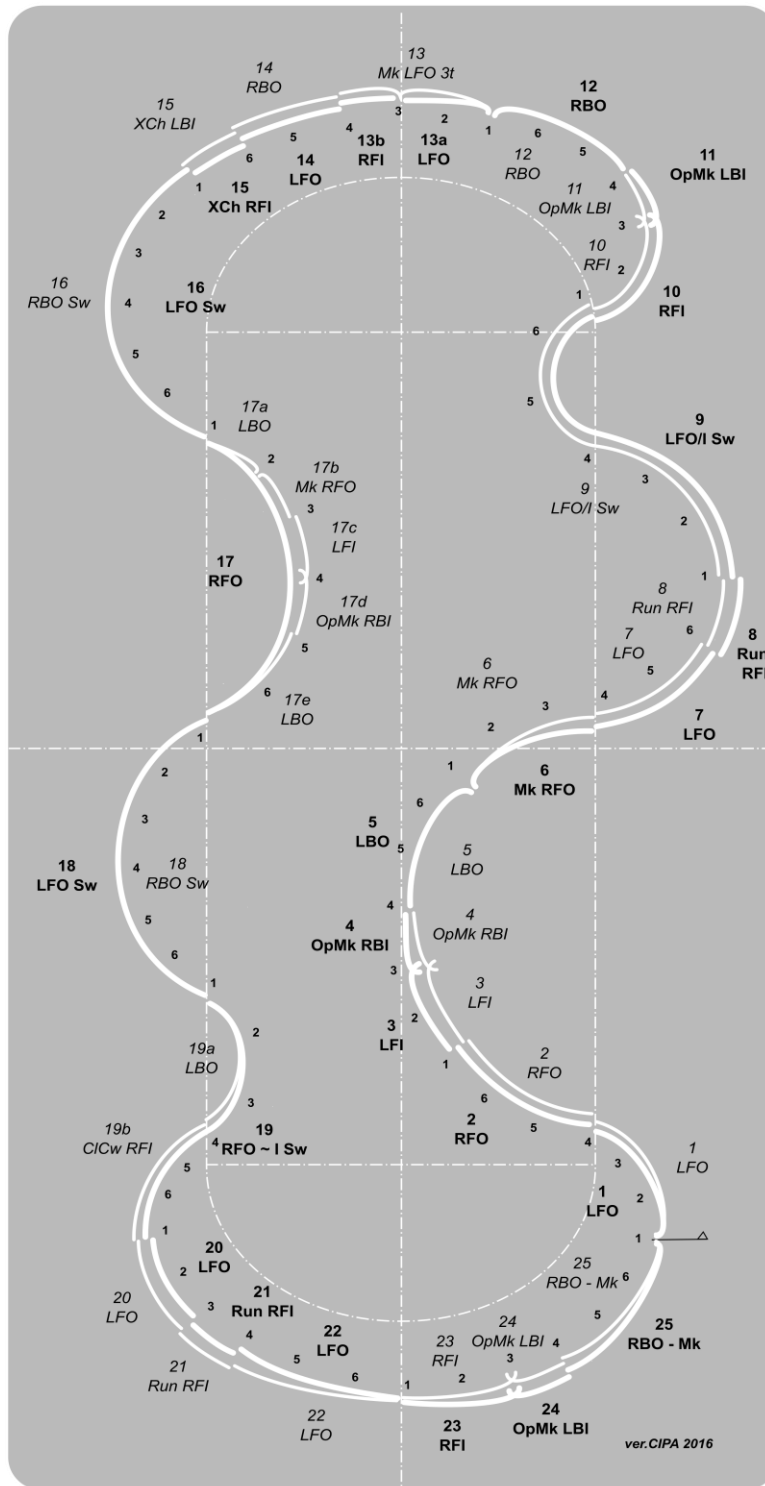 13
Mk LFO 3t
14
RBO
12
RBO
15
XCh LBI
3
2
1
6
4
13b
RFI
13a
LFO
5
14
LFO
12
RBO
5
6
11
OpMk LBI
1
15
XCh RFI
11
OpMk LBI
4
2
3
3
10
RFI
2
16
RBO Sw
4
16
LFO Sw
1
10
RFI
5
6
6
5
17a
LBO
1
2
9
LFO/I Sw
4
17b
Mk RFO
3
9
LFO/I Sw
3
2
17c
LFI
17
RFO
4
1
17d
OpMk RBI
8
Run RFI
5
7
LFO
6
8
Run
RFI
6
Mk RFO
5
6
17e
LBO
4
3
2
7
LFO
1
1
6
Mk RFO
2
6
3
5
LBO
5
5
LBO
18
LFO Sw
4
18
RBO Sw
4
4
OpMk RBI
5
4
OpMk RBI
6
3
3
LFI
1
2
3
LFI
2
19a
LBO
1
2
RFO
3
6
2
RFO
5
19b
ClCw RFI
4
19
RFO ~ I Sw
4
1
LFO
5
3
6
1
LFO
2
1
1
20
LFO
25
RBO - Mk
6
2
20
LFO
3
21
Run RFI
5
25
RBO - Mk
4
22
LFO
24
OpMk LBI
4
5
23
RFI
3
21
Run RFI
6
1
2
22
LFO
23
RFI
24
OpMk LBI
ver.CIPA 2016